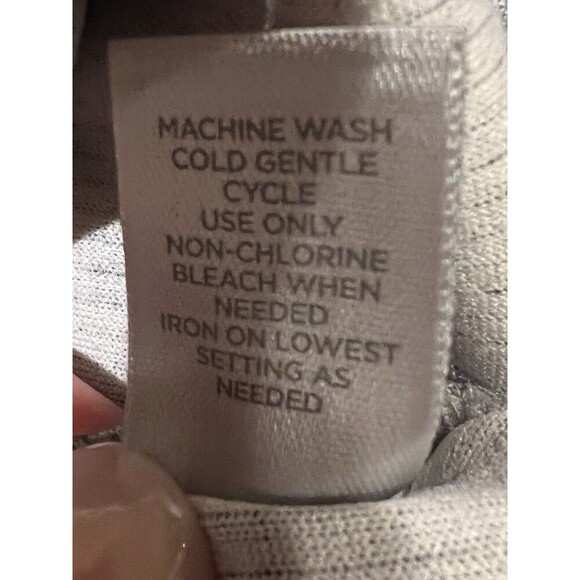 MACHINE WASH
COLD GENTLE
CYCLE
USE ONLY
NON-CHLORINE
BLEACH WHEN
NEEDED
IRON ON LOWEST
SETTING AS
NEEDED